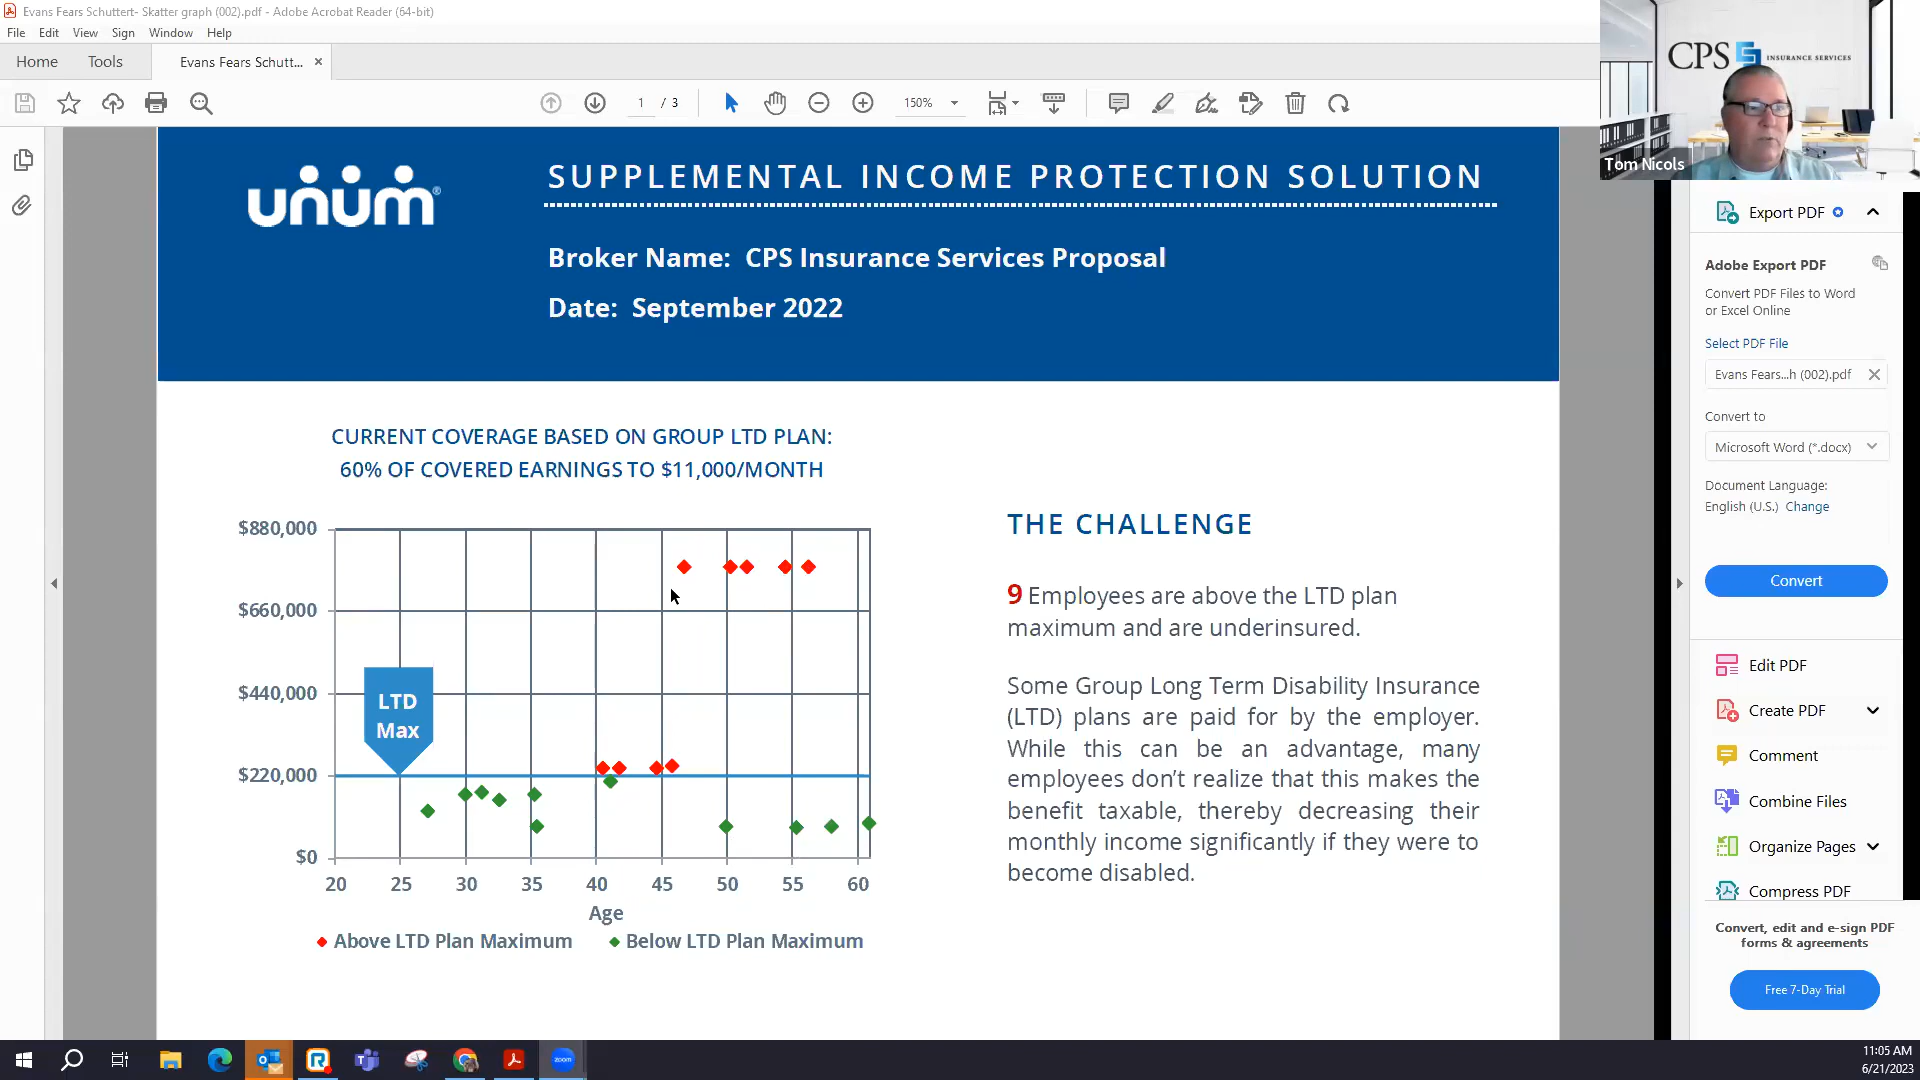 Evans Fears Schuttert- Skatter graph (002).pdf - Adobe Acrobat Reader (64-bit)
File Edit View Sign Window Help
Home Tools Evans Fears Schutt... ×
1 / 3 150%
CPS INSURANCE SERVICES
Tom Nicols
unum®
SUPPLEMENTAL INCOME PROTECTION SOLUTION
Broker Name: CPS Insurance Services Proposal
Date: September 2022
CURRENT COVERAGE BASED ON GROUP LTD PLAN:
60% OF COVERED EARNINGS TO $11,000/MONTH
$880,000
$660,000
$440,000
$220,000
$0
LTD
Max
20 25 30 35 40 45 50 55 60
Age
Above LTD Plan Maximum Below LTD Plan Maximum
THE CHALLENGE
9 Employees are above the LTD plan
maximum and are underinsured.
Some Group Long Term Disability Insurance
(LTD) plans are paid for by the employer.
While this can be an advantage, many
employees don't realize that this makes the
benefit taxable, thereby decreasing their
monthly income significantly if they were to
become disabled.
Export PDF
Adobe Export PDF
Convert PDF Files to Word
or Excel Online
Select PDF File
Evans Fears...h (002).pdf
Convert to
Microsoft Word (*.docx)
Document Language:
English (U.S.) Change
Convert
Edit PDF
Create PDF
Comment
Combine Files
Organize Pages
Compress PDF
Convert, edit and e-sign PDF
forms & agreements
Free 7-Day Trial
zoom
11:05 AM
6/21/2023